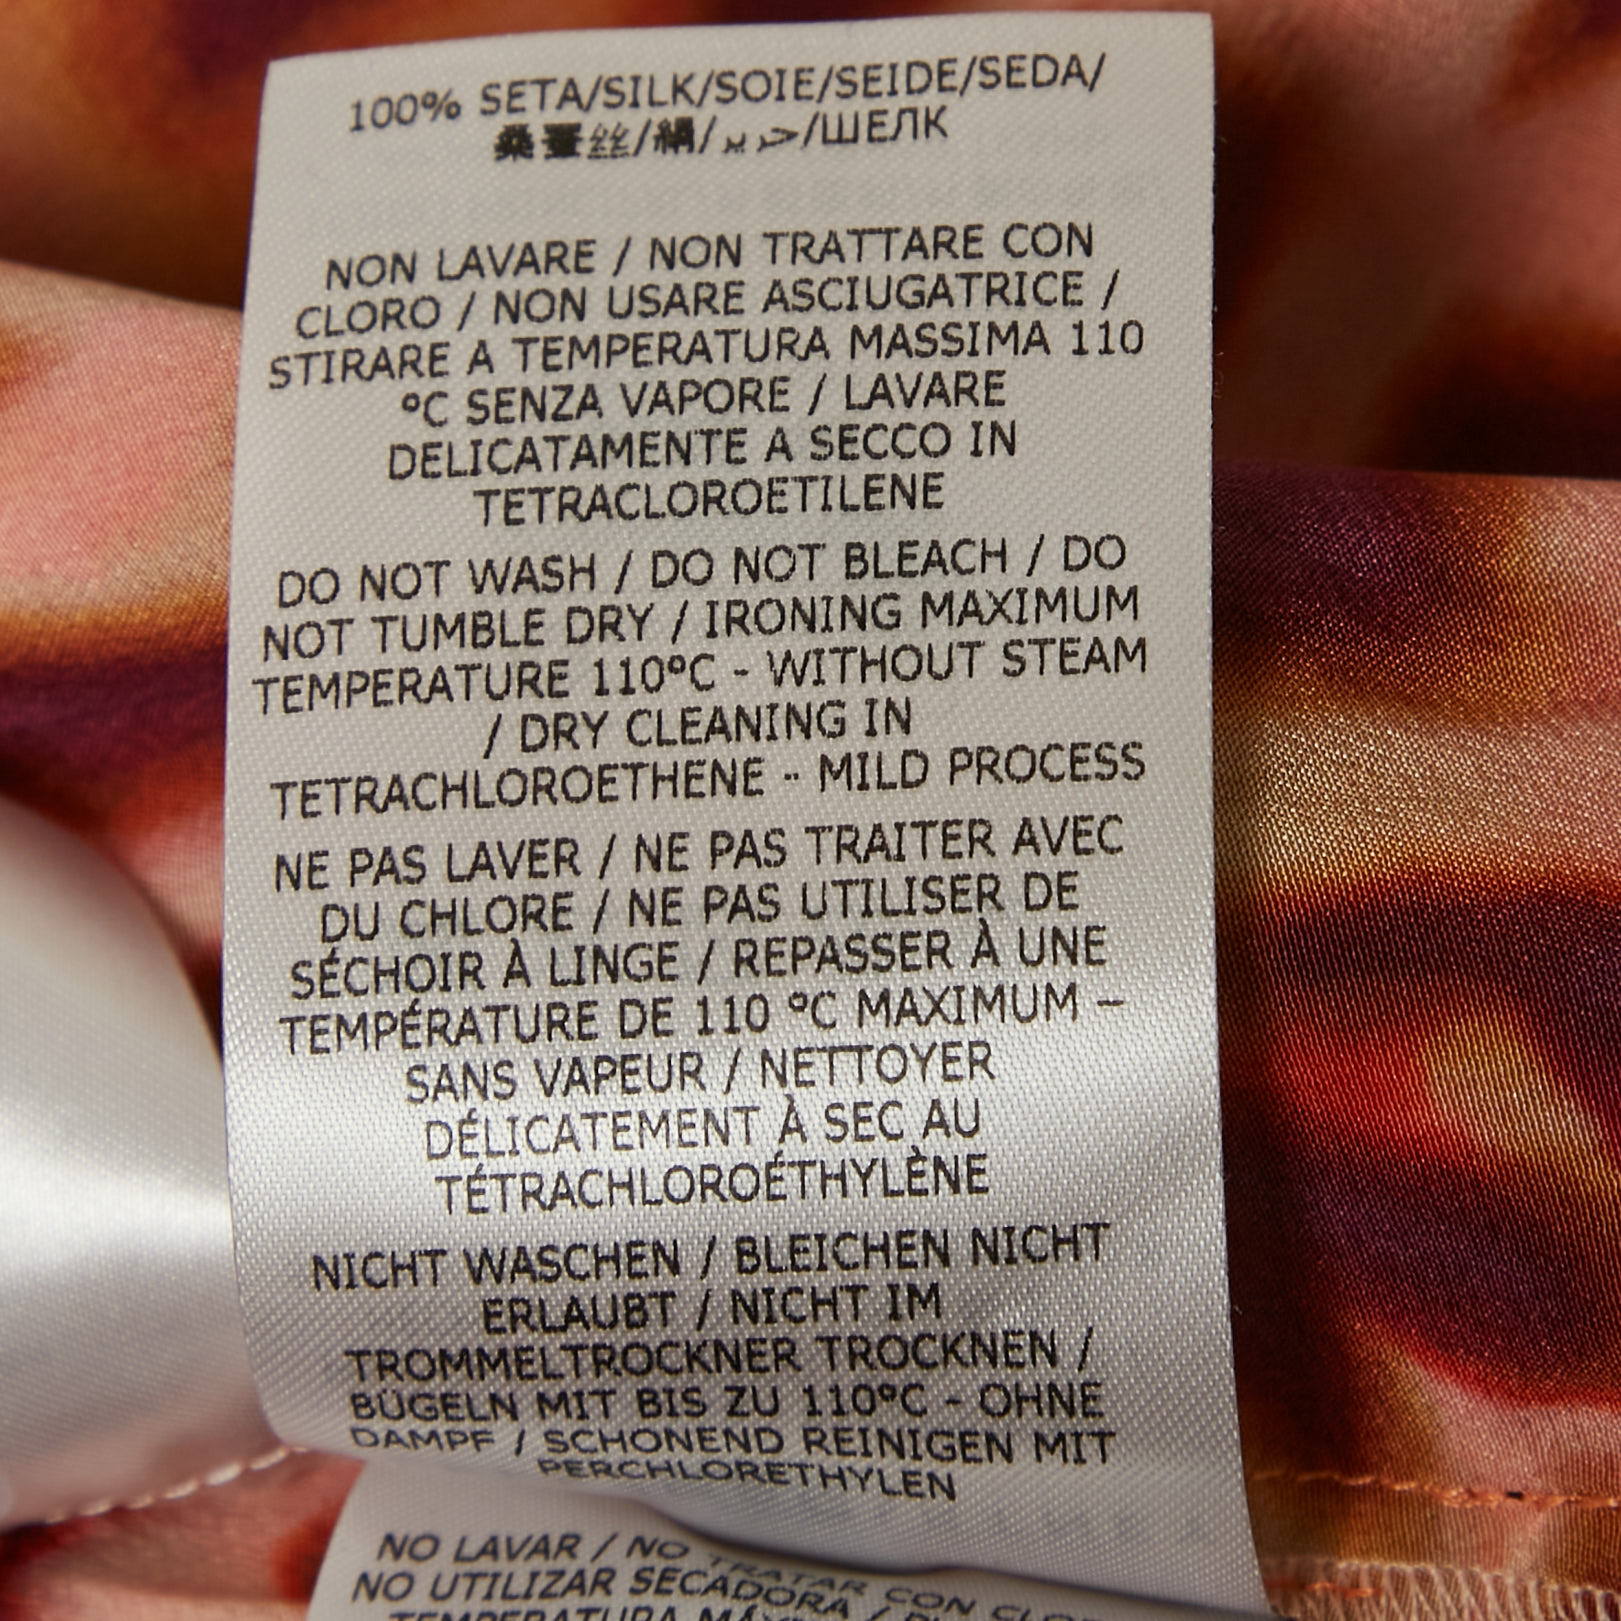 100% SETA/SILK/SOIE/SEIDE/SEDA/
桑蚕丝/絹/حرير/ШЕЛК
NON LAVARE / NON TRATTARE CON
CLORO / NON USARE ASCIUGATRICE /
STIRARE A TEMPERATURA MASSIMA 110
°C SENZA VAPORE / LAVARE
DELICATAMENTE A SECCO IN
TETRACLOROETILENE
DO NOT WASH / DO NOT BLEACH / DO
NOT TUMBLE DRY / IRONING MAXIMUM
TEMPERATURE 110°C - WITHOUT STEAM
/ DRY CLEANING IN
TETRACHLOROETHENE - MILD PROCESS
NE PAS LAVER / NE PAS TRAITER AVEC
DU CHLORE / NE PAS UTILISER DE
SÉCHOIR À LINGE / REPASSER À UNE
TEMPÉRATURE DE 110 °C MAXIMUM –
SANS VAPEUR / NETTOYER
DÉLICATEMENT À SEC AU
TÉTRACHLOROÉTHYLÈNE
NICHT WASCHEN / BLEICHEN NICHT
ERLAUBT / NICHT IM
TROMMELTROCKNER TROCKNEN /
BÜGELN MIT BIS ZU 110°C - OHNE
DAMPF / SCHONEND REINIGEN MIT
PERCHLORETHYLEN
NO LAVAR / NO TRATAR CON
NO UTILIZAR SECADORA /
TEMPERATURA